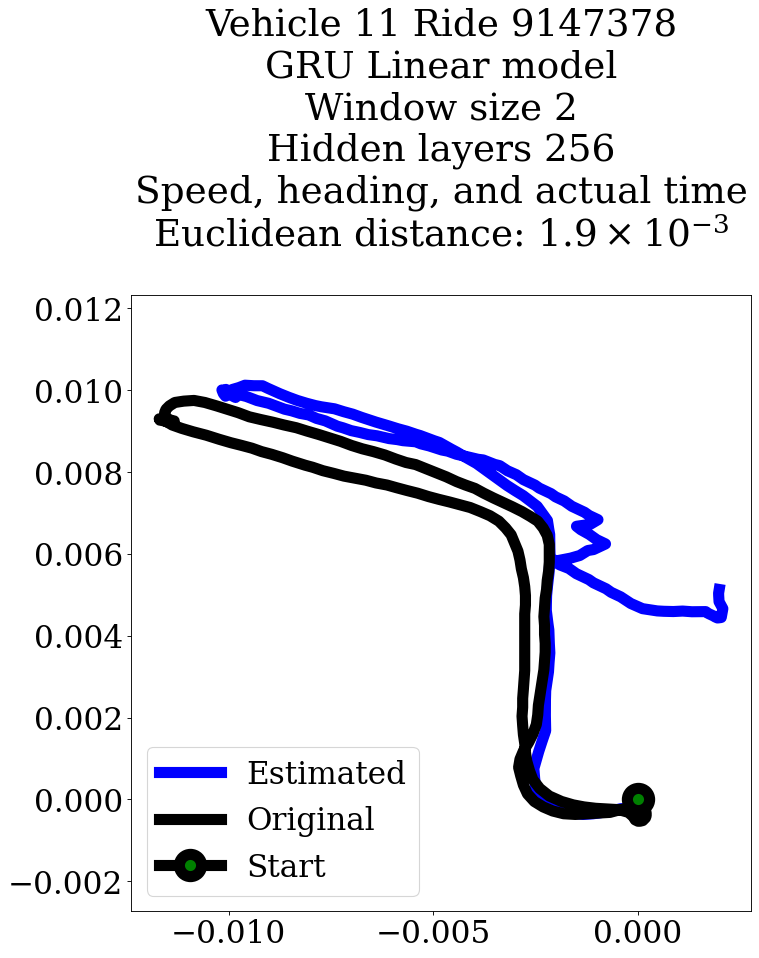 Vehicle 11 Ride 9147378
GRU Linear model
Window size 2
Hidden layers 256
Speed, heading, and actual time
Euclidean distance: 1.9 × 10⁻³
0.012
0.010
0.008
0.006
0.004
0.002
0.000
−0.002
Estimated
Original
Start
−0.010 −0.005 0.000